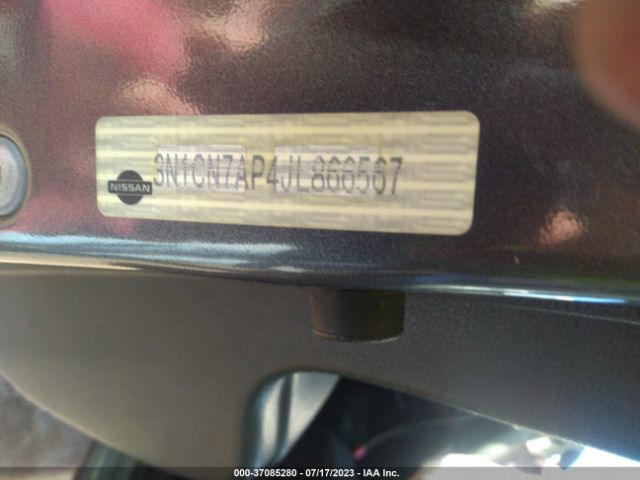 3N1CN7AP4JL866567
NISSAN
000-37085280 - 07/17/2023 - IAA Inc.